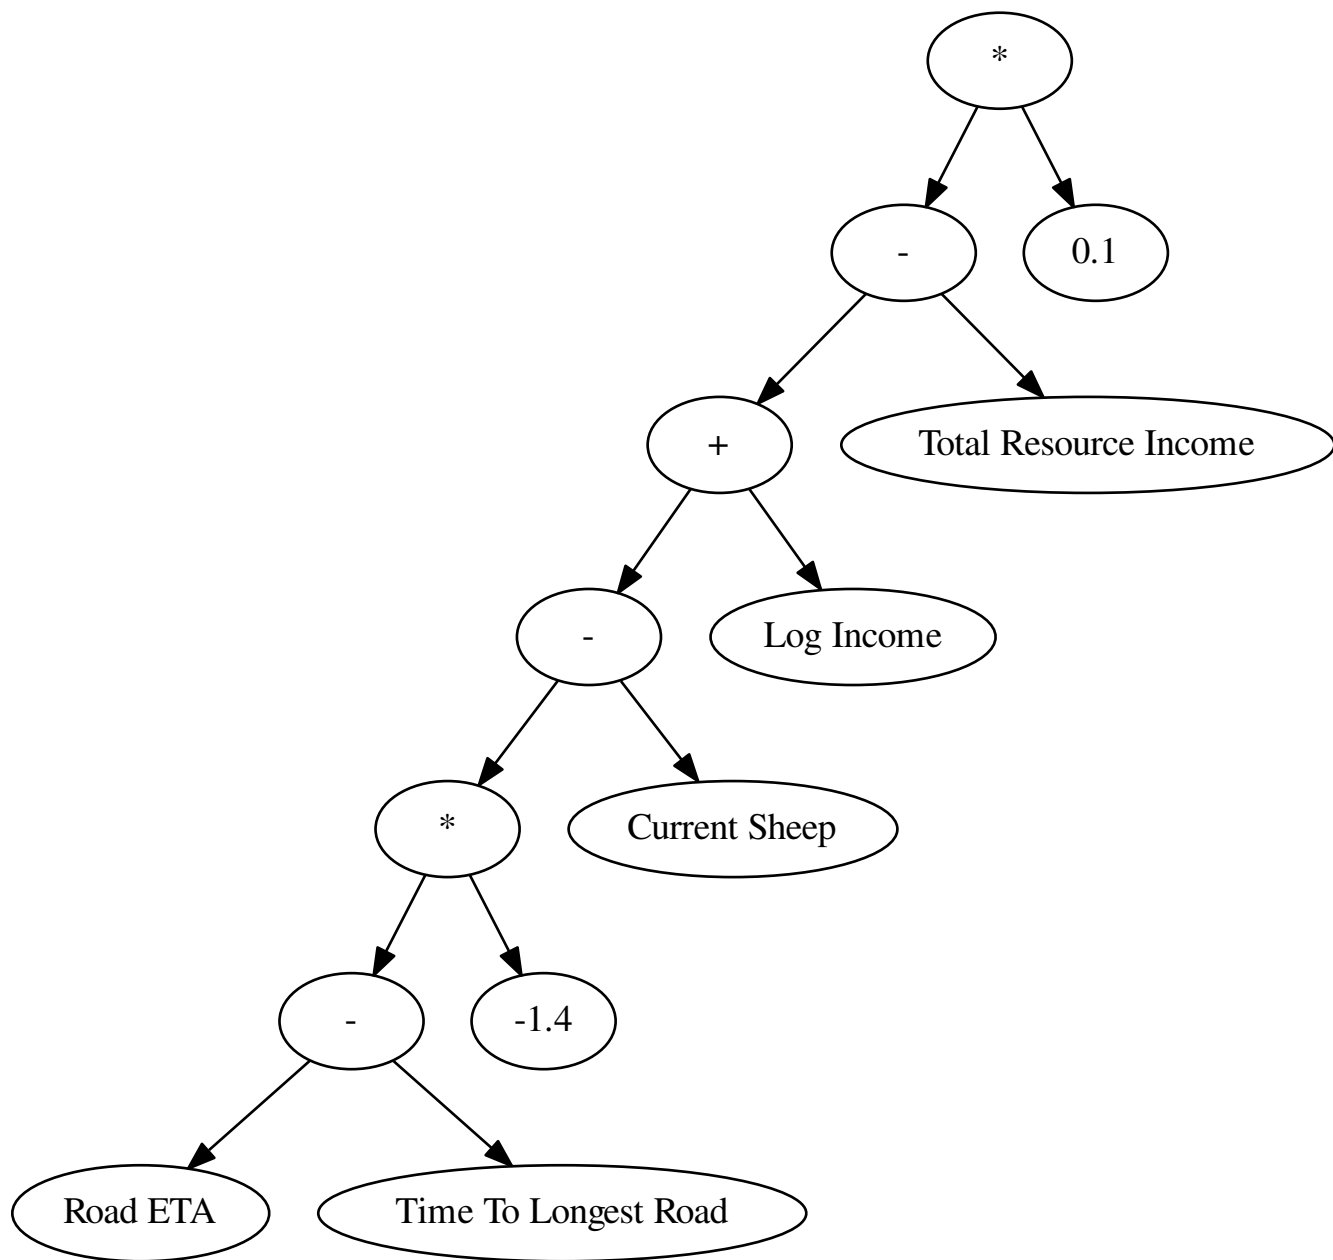 *
-
0.1
+
Total Resource Income
-
Log Income
*
Current Sheep
-
-1.4
Road ETA
Time To Longest Road